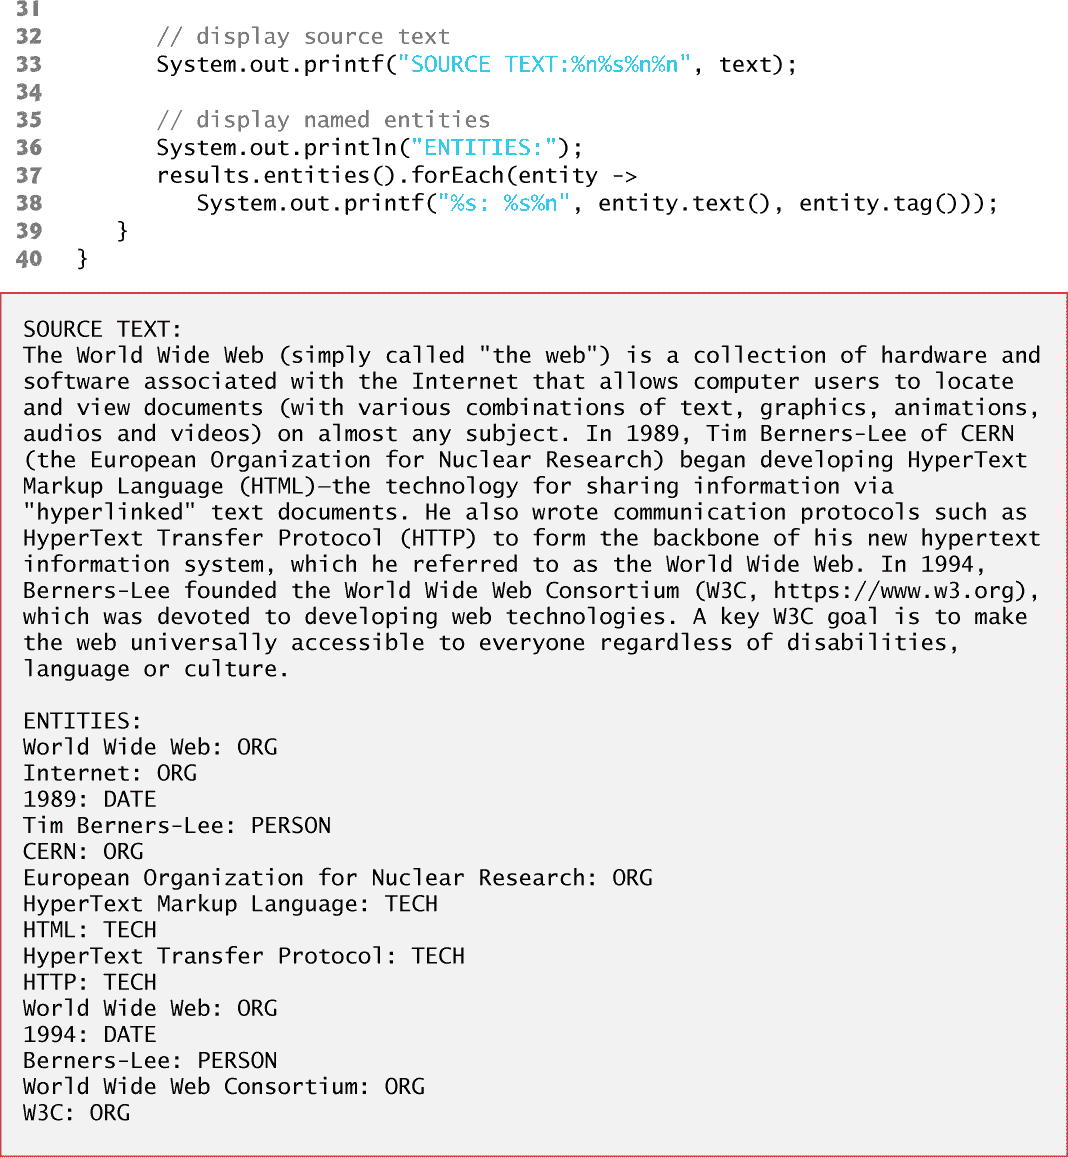 31
32 // display source text
33 System.out.printf("SOURCE TEXT:%n%s%n%n", text);
34
35 // display named entities
36 System.out.println("ENTITIES:");
37 results.entities().forEach(entity ->
38 System.out.printf("%s: %s%n", entity.text(), entity.tag()));
39 }
40 }
SOURCE TEXT:
The World Wide Web (simply called "the web") is a collection of hardware and
software associated with the Internet that allows computer users to locate
and view documents (with various combinations of text, graphics, animations,
audios and videos) on almost any subject. In 1989, Tim Berners-Lee of CERN
(the European Organization for Nuclear Research) began developing HyperText
Markup Language (HTML)—the technology for sharing information via
"hyperlinked" text documents. He also wrote communication protocols such as
HyperText Transfer Protocol (HTTP) to form the backbone of his new hypertext
information system, which he referred to as the World Wide Web. In 1994,
Berners-Lee founded the World Wide Web Consortium (W3C, https://www.w3.org),
which was devoted to developing web technologies. A key W3C goal is to make
the web universally accessible to everyone regardless of disabilities,
language or culture.
ENTITIES:
World Wide Web: ORG
Internet: ORG
1989: DATE
Tim Berners-Lee: PERSON
CERN: ORG
European Organization for Nuclear Research: ORG
HyperText Markup Language: TECH
HTML: TECH
HyperText Transfer Protocol: TECH
HTTP: TECH
World Wide Web: ORG
1994: DATE
Berners-Lee: PERSON
World Wide Web Consortium: ORG
W3C: ORG